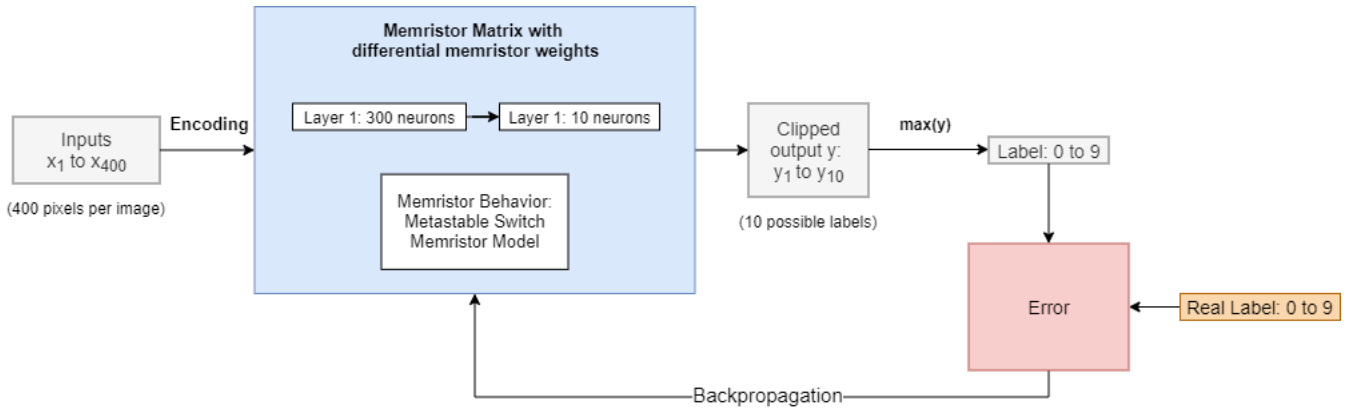 Memristor Matrix with
differential memristor weights
Layer 1: 300 neurons
Layer 1: 10 neurons
Encoding
Inputs
x₁ to x₄₀₀
(400 pixels per image)
Memristor Behavior:
Metastable Switch
Memristor Model
Clipped
output y:
y₁ to y₁₀
(10 possible labels)
max(y)
Label: 0 to 9
Error
Real Label: 0 to 9
Backpropagation